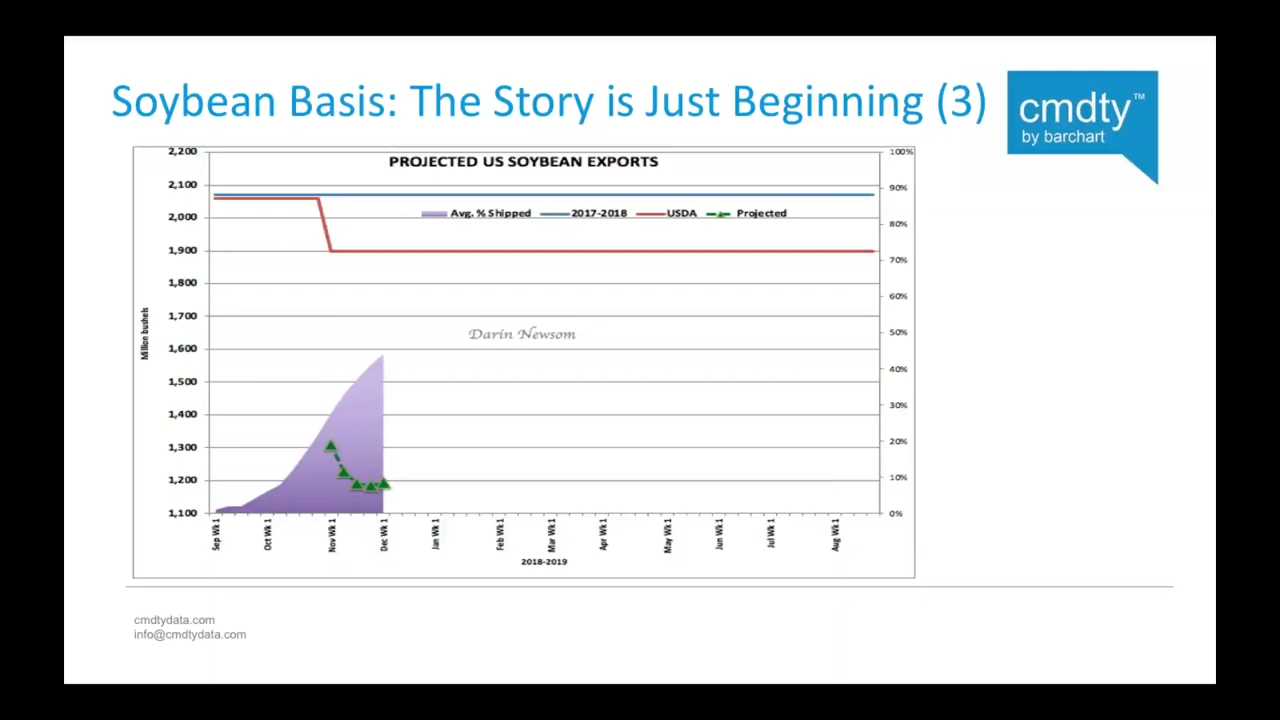 Soybean Basis: The Story is Just Beginning (3)
cmdty™
by barchart
PROJECTED US SOYBEAN EXPORTS
Avg. % Shipped 2017-2018 USDA Projected
2,200
2,100
2,000
1,900
1,800
1,700
1,600
1,500
1,400
1,300
1,200
1,100
Million bushels
100%
90%
80%
70%
60%
50%
40%
30%
20%
10%
0%
Darin Newsom
Sep Wk 1
Oct Wk 1
Nov Wk 1
Dec Wk 1
Jan Wk 1
Feb Wk 1
Mar Wk 1
Apr Wk 1
May Wk 1
Jun Wk 1
Jul Wk 1
Aug Wk 1
2018-2019
cmdtydata.com
info@cmdtydata.com